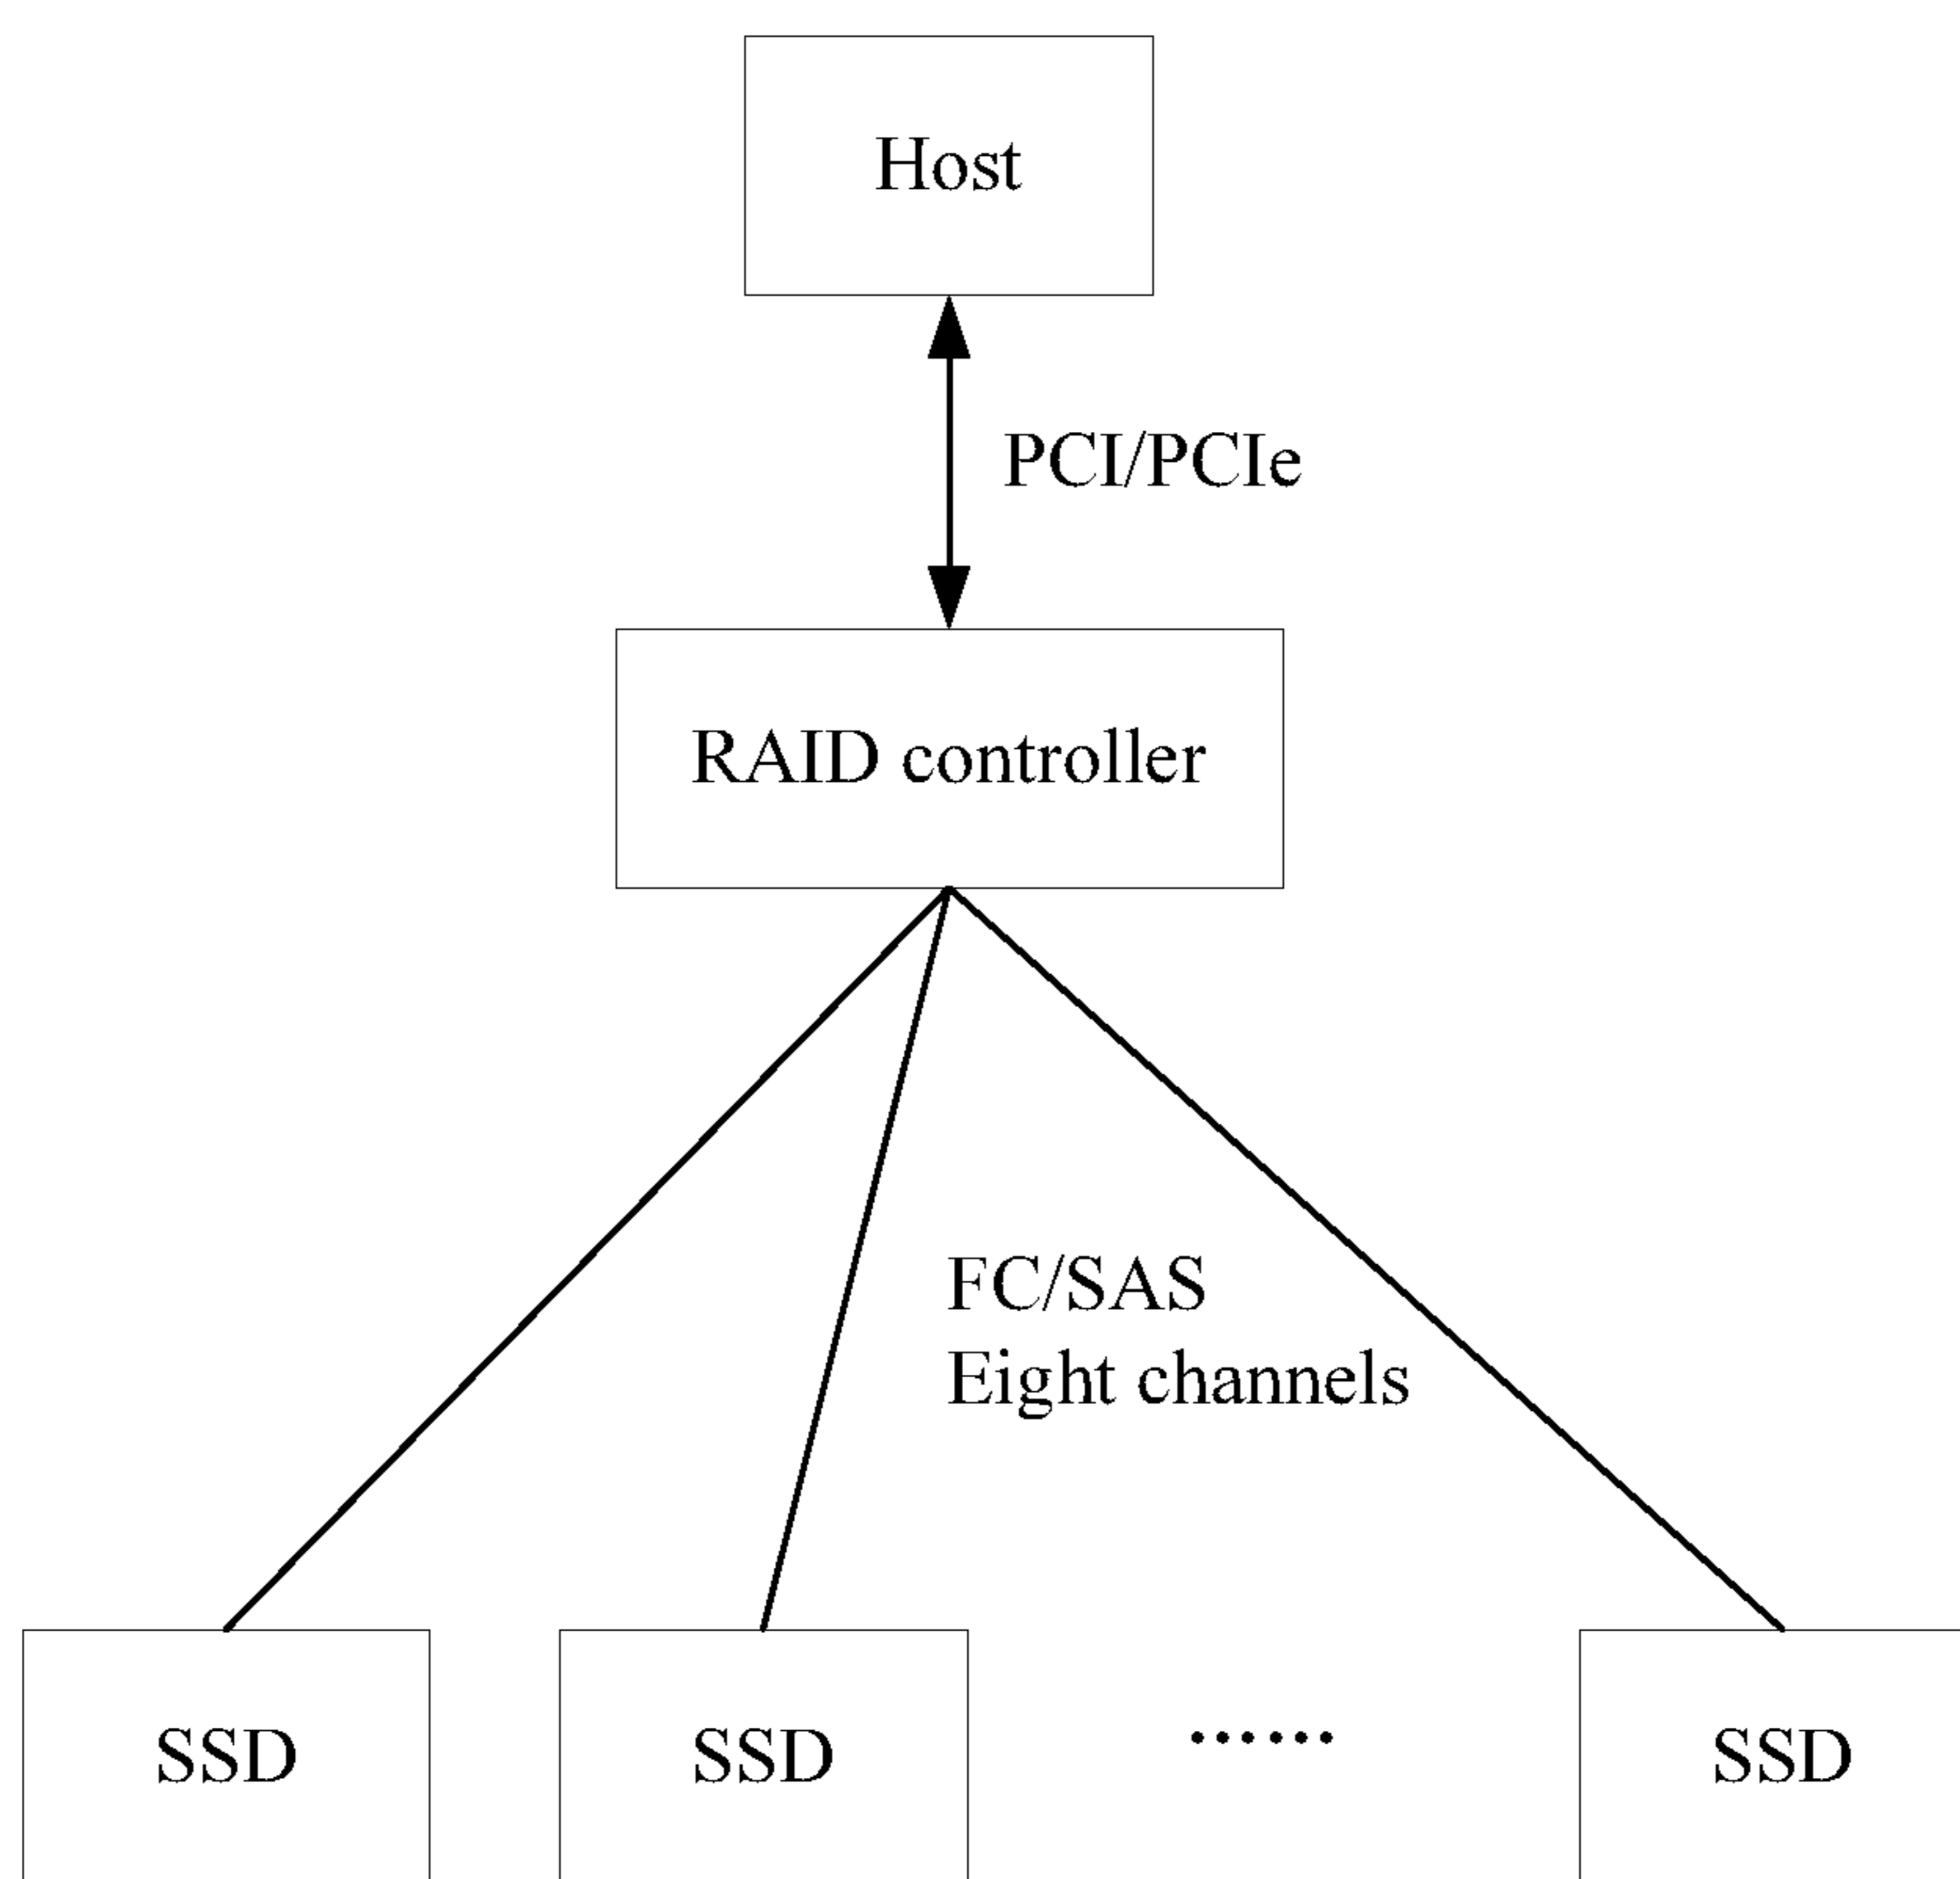 Host
PCI/PCIe
RAID controller
FC/SAS
Eight channels
SSD SSD ...... SSD